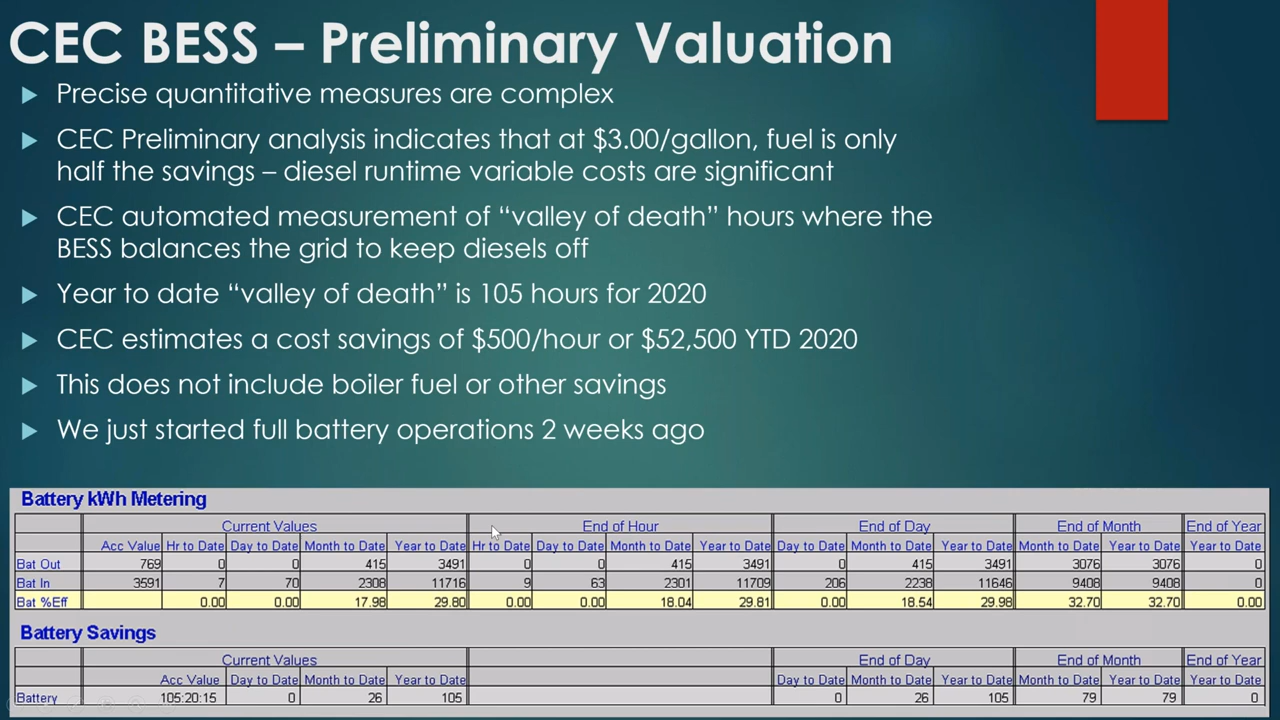 CEC BESS – Preliminary Valuation
Precise quantitative measures are complex
CEC Preliminary analysis indicates that at $3.00/gallon, fuel is only
half the savings – diesel runtime variable costs are significant
CEC automated measurement of “valley of death” hours where the
BESS balances the grid to keep diesels off
Year to date “valley of death” is 105 hours for 2020
CEC estimates a cost savings of $500/hour or $52,500 YTD 2020
This does not include boiler fuel or other savings
We just started full battery operations 2 weeks ago
Battery kWh Metering
Current Values End of Hour End of Day End of Month End of Year
Acc Value Hr to Date Day to Date Month to Date Year to Date Hr to Date Day to Date Month to Date Year to Date Day to Date Month to Date Year to Date Month to Date Year to Date Year to Date
Bat Out 769 0 0 415 3491 0 0 415 3491 0 415 3491 3076 3076 0
Bat In 3591 7 70 2308 11716 9 63 2301 11709 206 2238 11646 9408 9408 0
Bat %Eff 0.00 0.00 17.98 29.80 0.00 0.00 18.04 29.81 0.00 18.54 29.98 32.70 32.70 0.00
Battery Savings
Current Values End of Day End of Month End of Year
Acc Value Day to Date Month to Date Year to Date Day to Date Month to Date Year to Date Month to Date Year to Date Year to Date
Battery 105:20:15 0 26 105 0 26 105 79 79 0